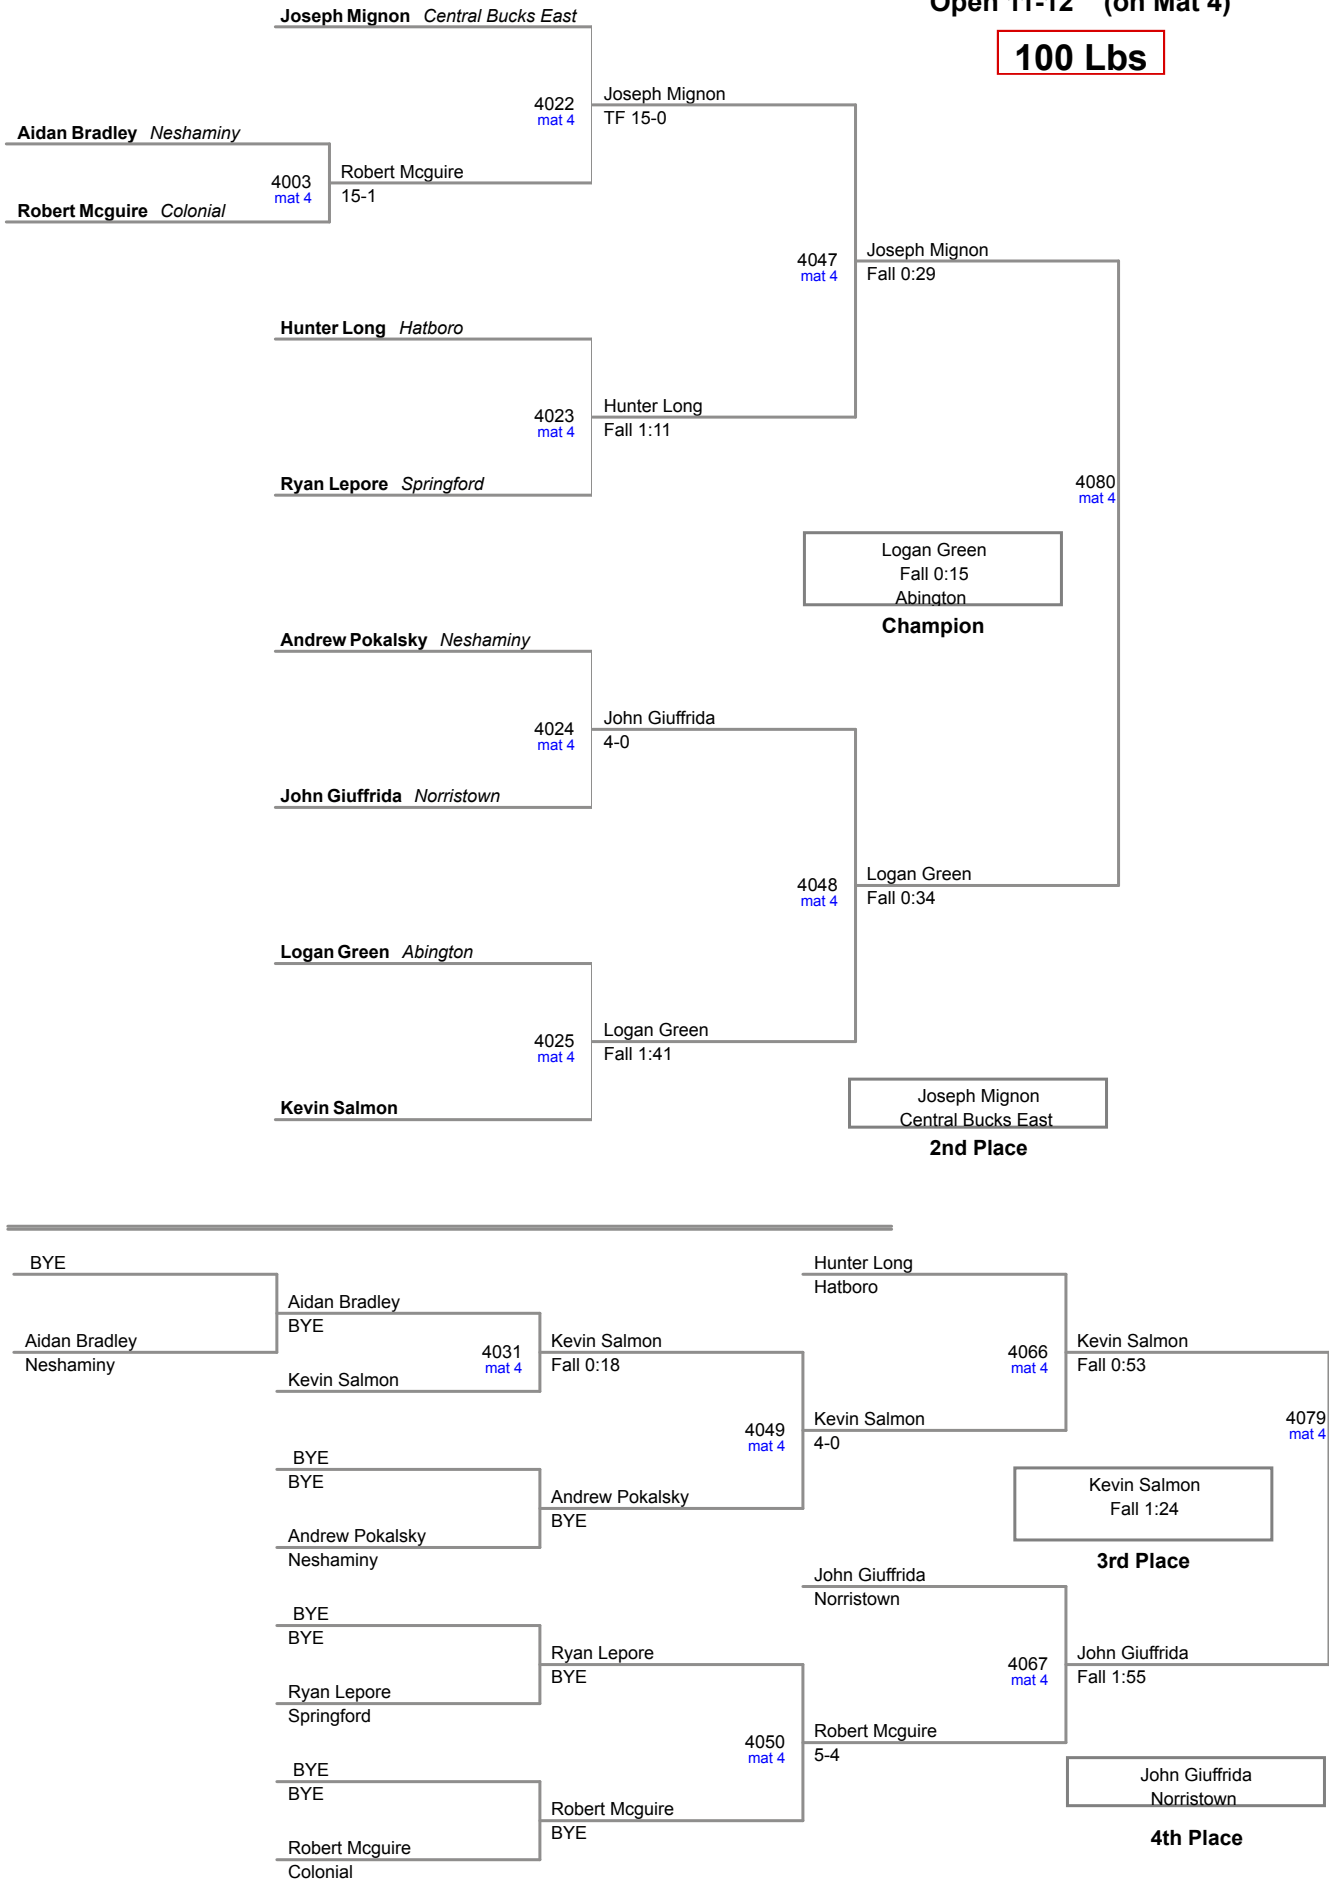 Open 11-12 (on Mat 4)
100 Lbs
Joseph Mignon Central Bucks East
4022
mat 4
Joseph Mignon
TF 15-0
Aidan Bradley Neshaminy
4003
mat 4
Robert Mcguire
15-1
Robert Mcguire Colonial
4047
mat 4
Joseph Mignon
Fall 0:29
Hunter Long Hatboro
4023
mat 4
Hunter Long
Fall 1:11
Ryan Lepore Springford
4080
mat 4
Logan Green
Fall 0:15
Abington
Champion
Andrew Pokalsky Neshaminy
4024
mat 4
John Giuffrida
4-0
John Giuffrida Norristown
4048
mat 4
Logan Green
Fall 0:34
Logan Green Abington
4025
mat 4
Logan Green
Fall 1:41
Kevin Salmon
Joseph Mignon
Central Bucks East
2nd Place
BYE
Aidan Bradley
Neshaminy
Aidan Bradley
BYE
4031
mat 4
Kevin Salmon
Kevin Salmon
Fall 0:18
BYE
BYE
Andrew Pokalsky
Neshaminy
Andrew Pokalsky
BYE
4049
mat 4
Kevin Salmon
4-0
Hunter Long
Hatboro
4066
mat 4
Kevin Salmon
Fall 0:53
4079
mat 4
Kevin Salmon
Fall 1:24
3rd Place
BYE
BYE
Ryan Lepore
Springford
Ryan Lepore
BYE
BYE
BYE
Robert Mcguire
Colonial
Robert Mcguire
BYE
4050
mat 4
Robert Mcguire
5-4
John Giuffrida
Norristown
4067
mat 4
John Giuffrida
Fall 1:55
John Giuffrida
Norristown
4th Place